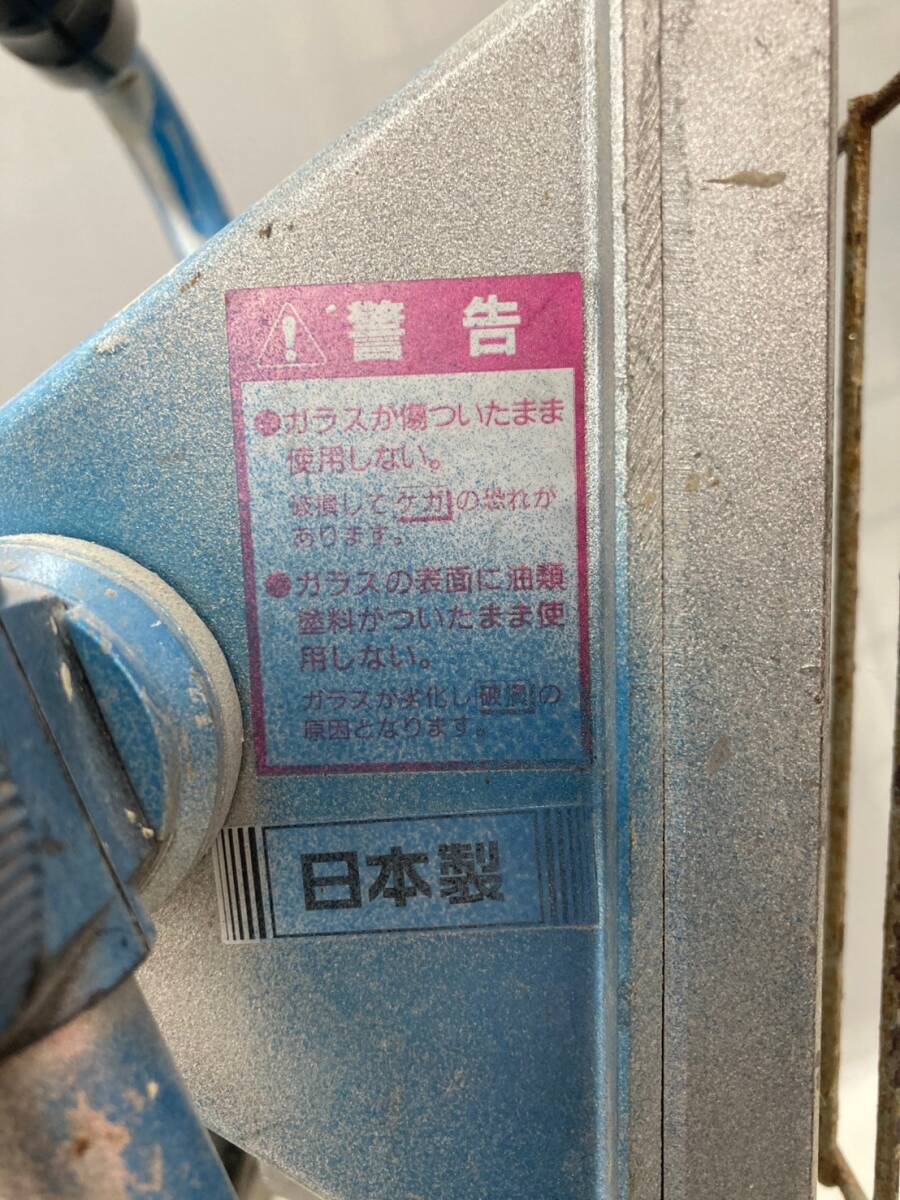 警告
●ガラスが傷ついたまま
使用しない。
破損してケガの恐れが
あります。
●ガラスの表面に油類
塗料がついたまま使
用しない。
ガラスが劣化し破損の
原因となります。
日本製